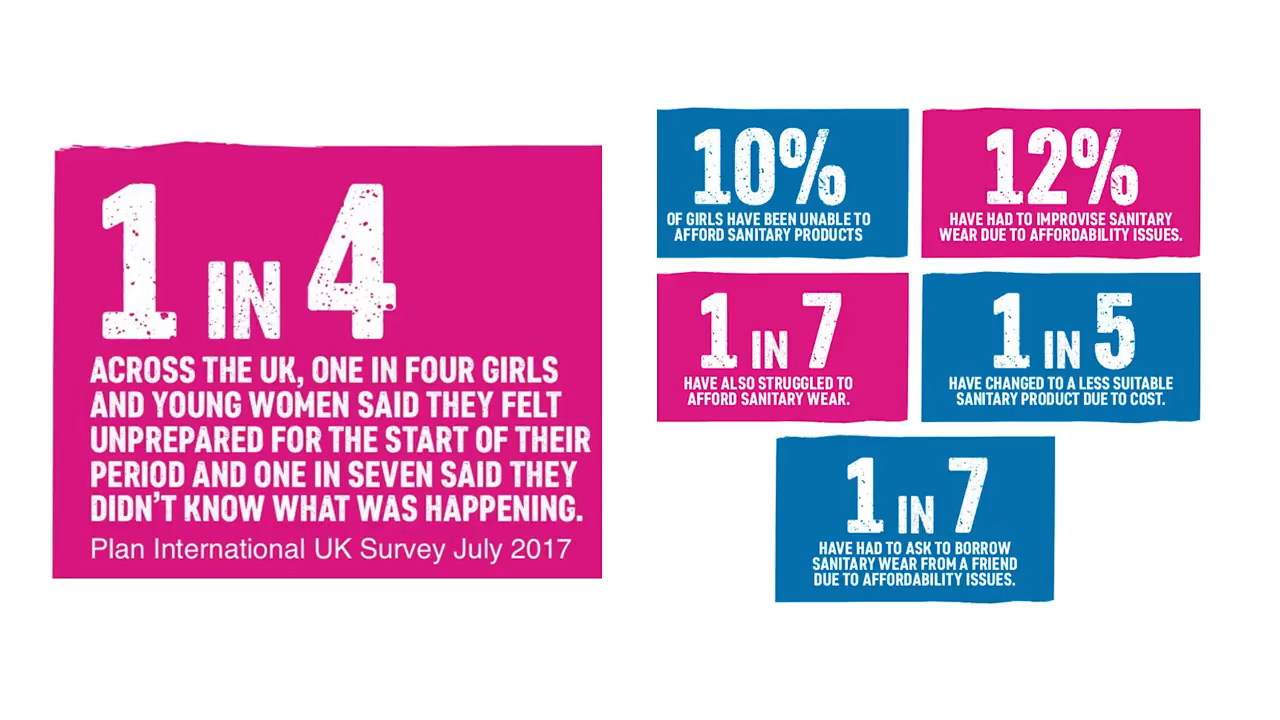 1 IN 4
ACROSS THE UK, ONE IN FOUR GIRLS
AND YOUNG WOMEN SAID THEY FELT
UNPREPARED FOR THE START OF THEIR
PERIOD AND ONE IN SEVEN SAID THEY
DIDN'T KNOW WHAT WAS HAPPENING.
Plan International UK Survey July 2017
10%
OF GIRLS HAVE BEEN UNABLE TO
AFFORD SANITARY PRODUCTS
12%
HAVE HAD TO IMPROVISE SANITARY
WEAR DUE TO AFFORDABILITY ISSUES.
1 IN 7
HAVE ALSO STRUGGLED TO
AFFORD SANITARY WEAR.
1 IN 5
HAVE CHANGED TO A LESS SUITABLE
SANITARY PRODUCT DUE TO COST.
1 IN 7
HAVE HAD TO ASK TO BORROW
SANITARY WEAR FROM A FRIEND
DUE TO AFFORDABILITY ISSUES.